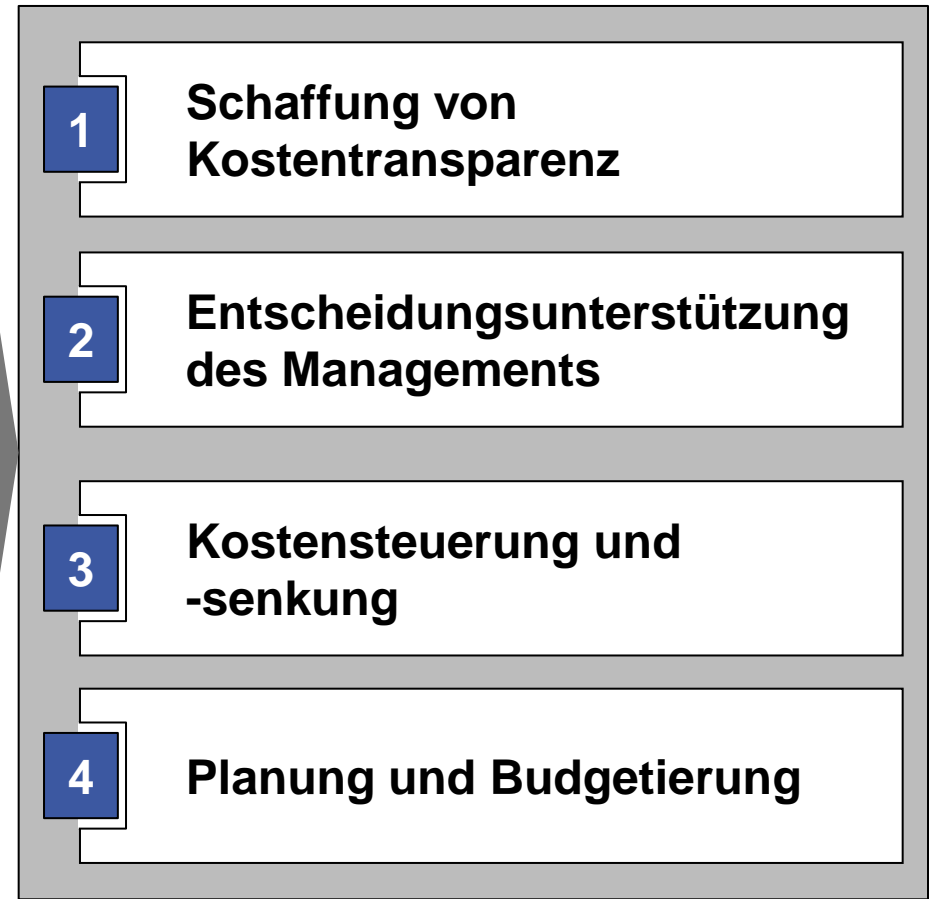 1
Schaffung von
Kostentransparenz
2
Entscheidungsunterstützung
des Managements
3
Kostensteuerung und
-senkung
4
Planung und Budgetierung